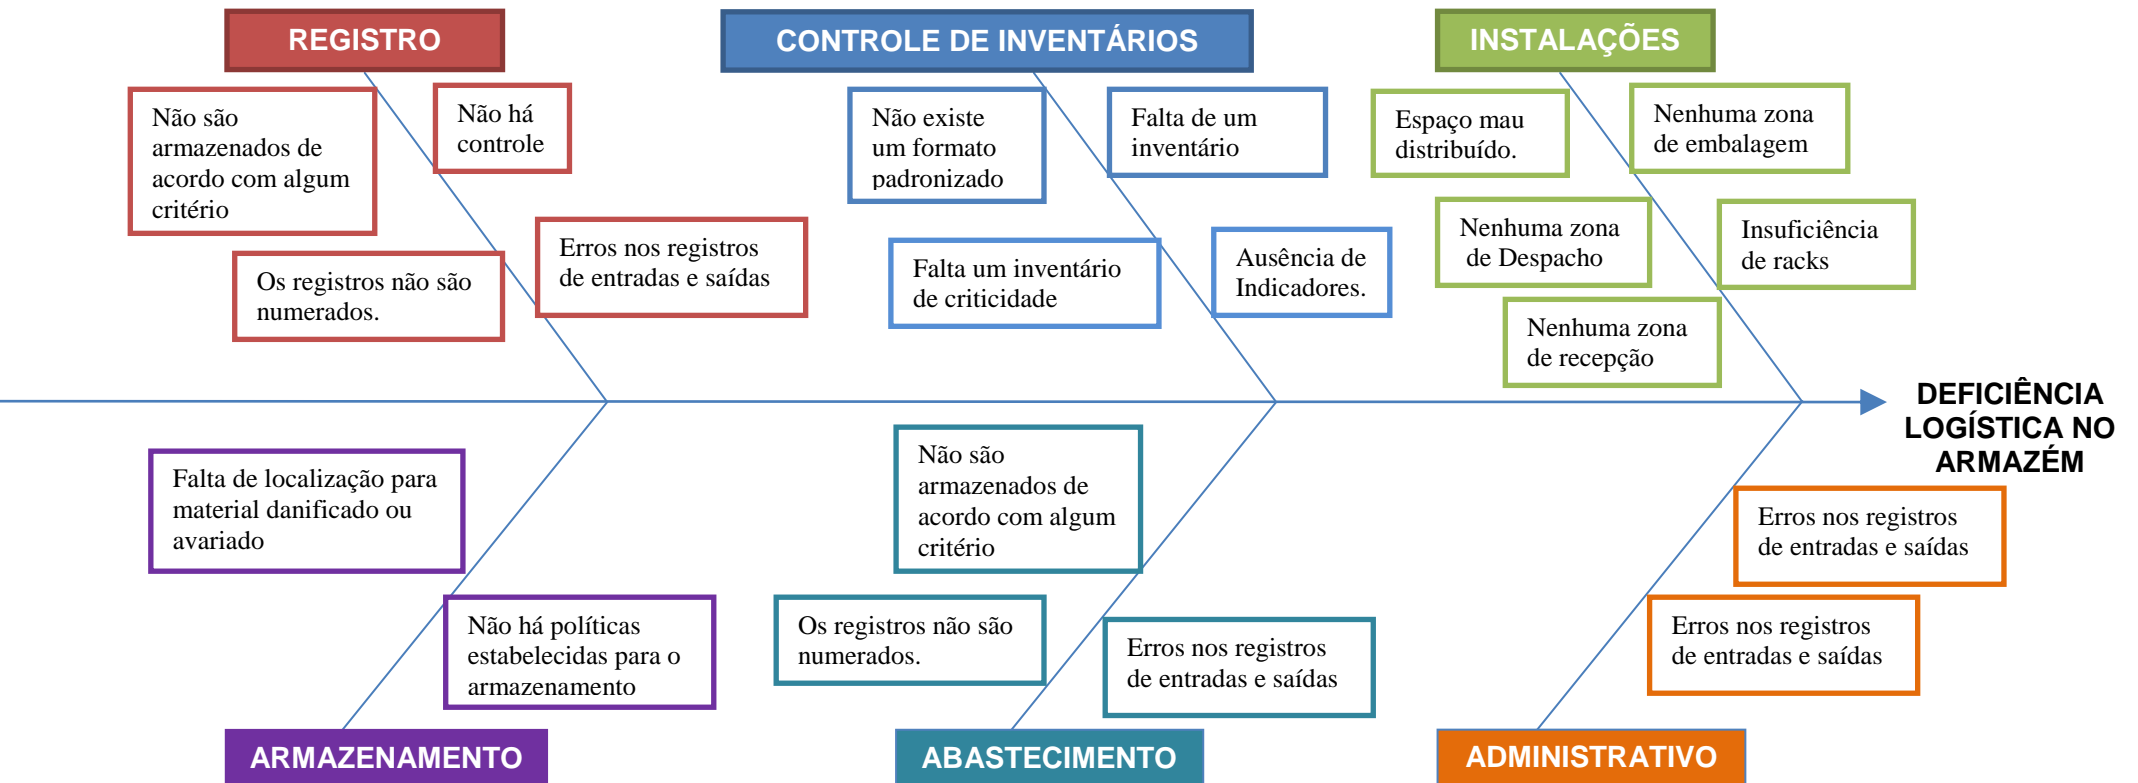 REGISTRO
CONTROLE DE INVENTÁRIOS
INSTALAÇÕES
Não são
armazenados de
acordo com algum
critério
Não há
controle
Os registros não são
numerados.
Erros nos registros
de entradas e saídas
Não existe
um formato
padronizado
Falta de um
inventário
Falta um inventário
de criticidade
Ausência de
Indicadores.
Espaço mau
distribuído.
Nenhuma zona
de embalagem
Nenhuma zona
de Despacho
Insuficiência
de racks
Nenhuma zona
de recepção
DEFICIÊNCIA
LOGÍSTICA NO
ARMAZÉM
Falta de localização para
material danificado ou
avariado
Não há políticas
estabelecidas para o
armazenamento
Não são
armazenados de
acordo com algum
critério
Os registros não são
numerados.
Erros nos registros
de entradas e saídas
Erros nos registros
de entradas e saídas
Erros nos registros
de entradas e saídas
ARMAZENAMENTO
ABASTECIMENTO
ADMINISTRATIVO